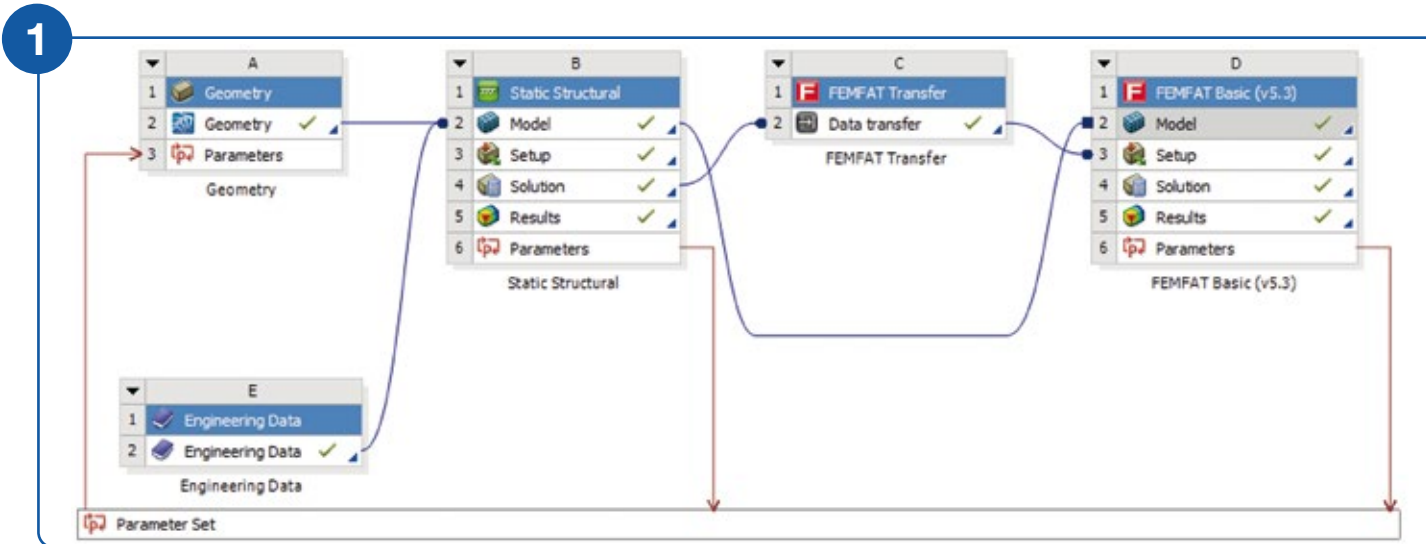 1
A
1 Geometry
2 Geometry
3 Parameters
Geometry
B
1 Static Structural
2 Model
3 Setup
4 Solution
5 Results
6 Parameters
Static Structural
C
1 FEMFAT Transfer
2 Data transfer
FEMFAT Transfer
D
1 FEMFAT Basic (v5.3)
2 Model
3 Setup
4 Solution
5 Results
6 Parameters
FEMFAT Basic (v5.3)
E
1 Engineering Data
2 Engineering Data
Engineering Data
Parameter Set